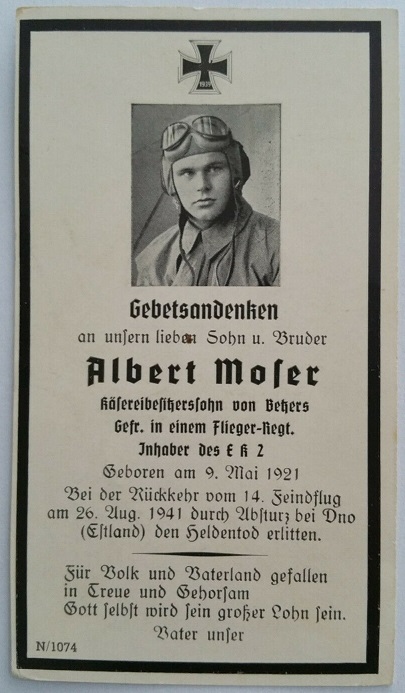 1939
Gebetsandenken
an unsern lieben Sohn u. Bruder
Albert Moser
Käsereibesitzerssohn von Betzers
Gefr. in einem Flieger-Regt.
Inhaber des E K 2
Geboren am 9. Mai 1921
Bei der Rückkehr vom 14. Feindflug
am 26. Aug. 1941 durch Absturz bei Dno
(Estland) den Heldentod erlitten.
Für Volk und Vaterland gefallen
in Treue und Gehorsam
Gott selbst wird sein großer Lohn sein.
Vater unser
N/1074